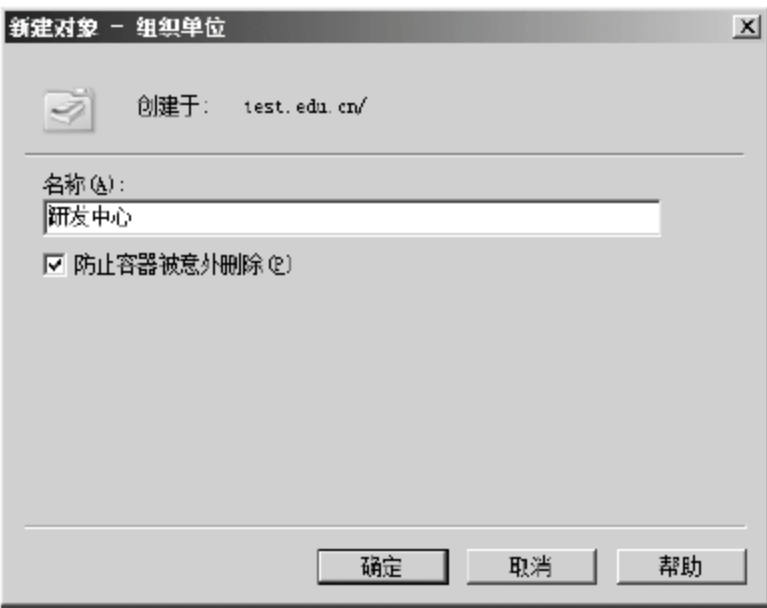 新建对象 - 组织单位
创建于: test.edu.cn/
名称(A):
研发中心
防止容器被意外删除(P)
确定 取消 帮助